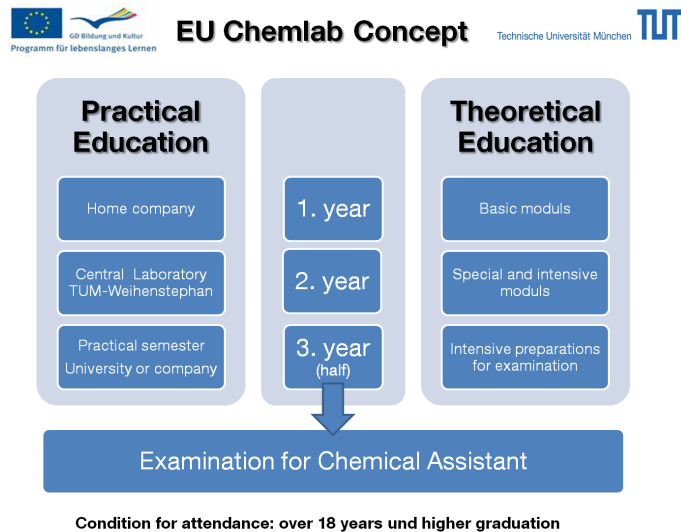 GD Bildung und Kultur
Programm für lebenslanges Lernen
EU Chemlab Concept
Technische Universität München
TUM
Practical
Education
Theoretical
Education
Home company
1. year
Basic moduls
Central Laboratory
TUM-Weihenstephan
2. year
Special and intensive
moduls
Practical semester
University or company
3. year
(half)
Intensive preparations
for examination
Examination for Chemical Assistant
Condition for attendance: over 18 years und higher graduation